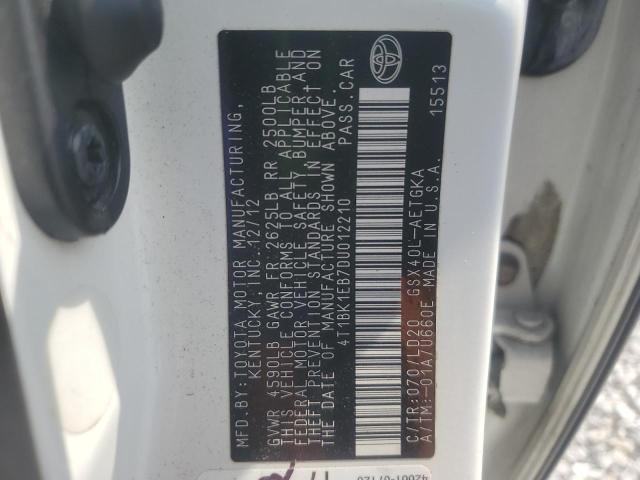 MFD.BY:TOYOTA MOTOR MANUFACTURING,
KENTUCKY,INC.12/12
GVWR 4590LB GAWR FR 2625LB RR 2500LB
THIS VEHICLE CONFORMS TO ALL APPLICABLE
FEDERAL MOTOR VEHICLE SAFETY, BUMPER, AND
THEFT PREVENTION STANDARDS IN EFFECT ON
THE DATE OF MANUFACTURE SHOWN ABOVE.
4T1BK1EB7DU012210 PASS.CAR
C/TR:070/LD20 GSX40L-AETGKA
A/TM:-01A/U660E MADE IN U.S.A. 15513